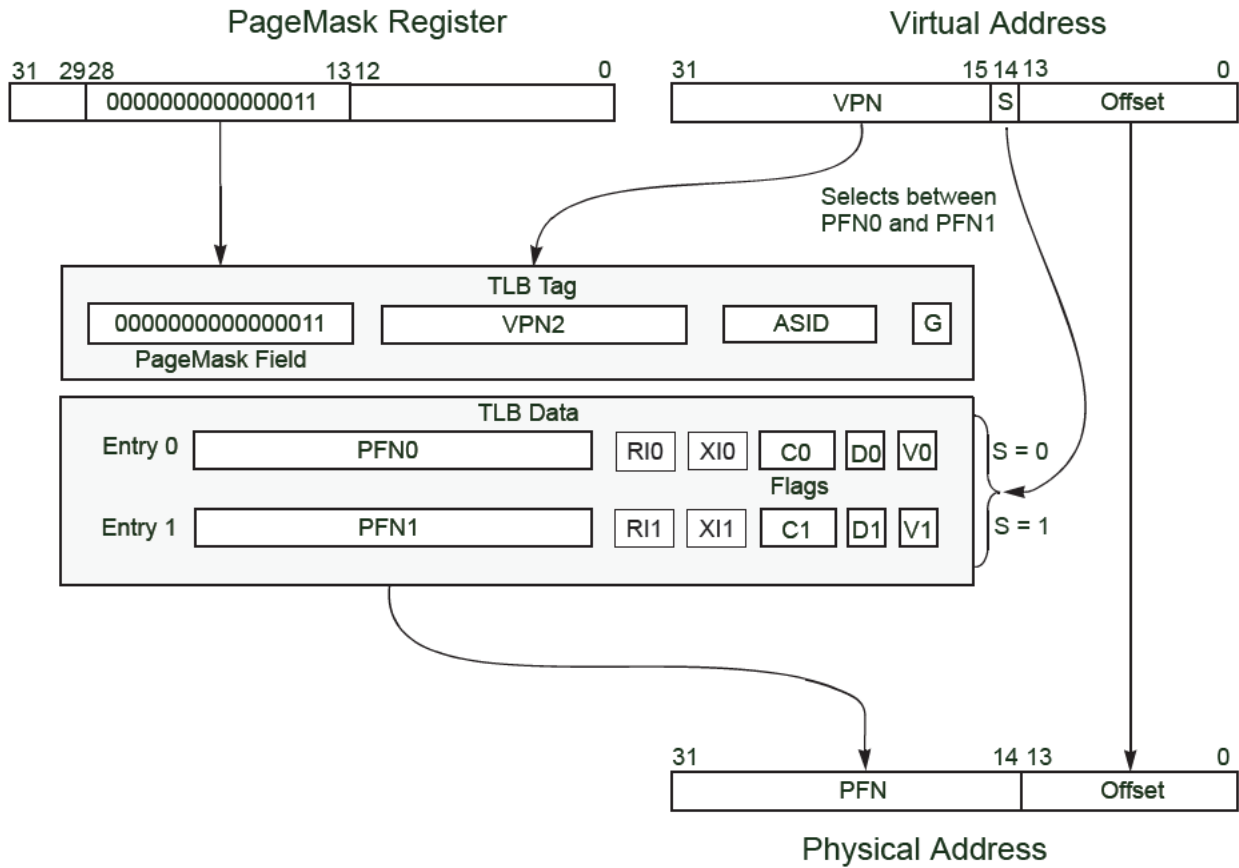 PageMask Register
Virtual Address
31 29 28 13 12 0
31 15 14 13 0
0000000000000011
VPN S Offset
Selects between
PFN0 and PFN1
TLB Tag
0000000000000011 VPN2 ASID G
PageMask Field
TLB Data
Entry 0 PFN0 RI0 XI0 C0 D0 V0 S = 0
Flags
Entry 1 PFN1 RI1 XI1 C1 D1 V1 S = 1
31 14 13 0
PFN Offset
Physical Address